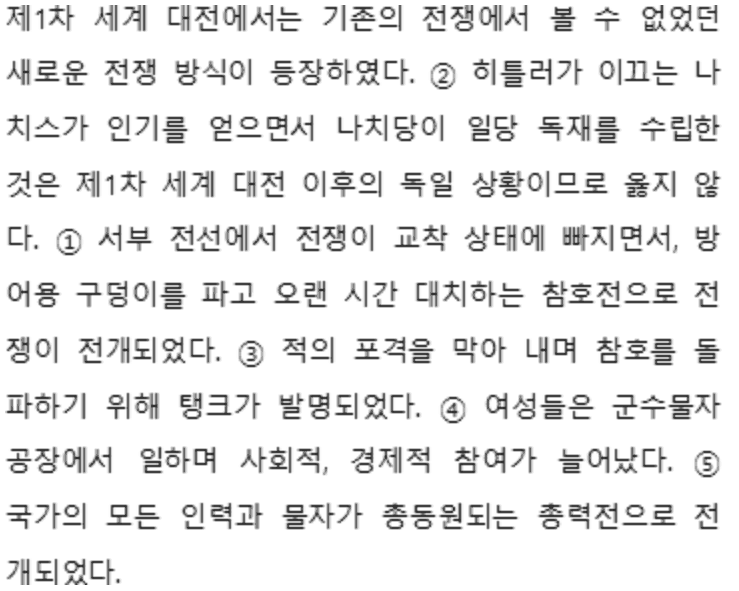 제1차 세계 대전에서는 기존의 전쟁에서 볼 수 없었던
새로운 전쟁 방식이 등장하였다. ② 히틀러가 이끄는 나
치스가 인기를 얻으면서 나치당이 일당 독재를 수립한
것은 제1차 세계 대전 이후의 독일 상황이므로 옳지 않
다. ① 서부 전선에서 전쟁이 교착 상태에 빠지면서, 방
어용 구덩이를 파고 오랜 시간 대치하는 참호전으로 전
쟁이 전개되었다. ③ 적의 포격을 막아 내며 참호를 돌
파하기 위해 탱크가 발명되었다. ④ 여성들은 군수물자
공장에서 일하며 사회적, 경제적 참여가 늘어났다. ⑤
국가의 모든 인력과 물자가 총동원되는 총력전으로 전
개되었다.